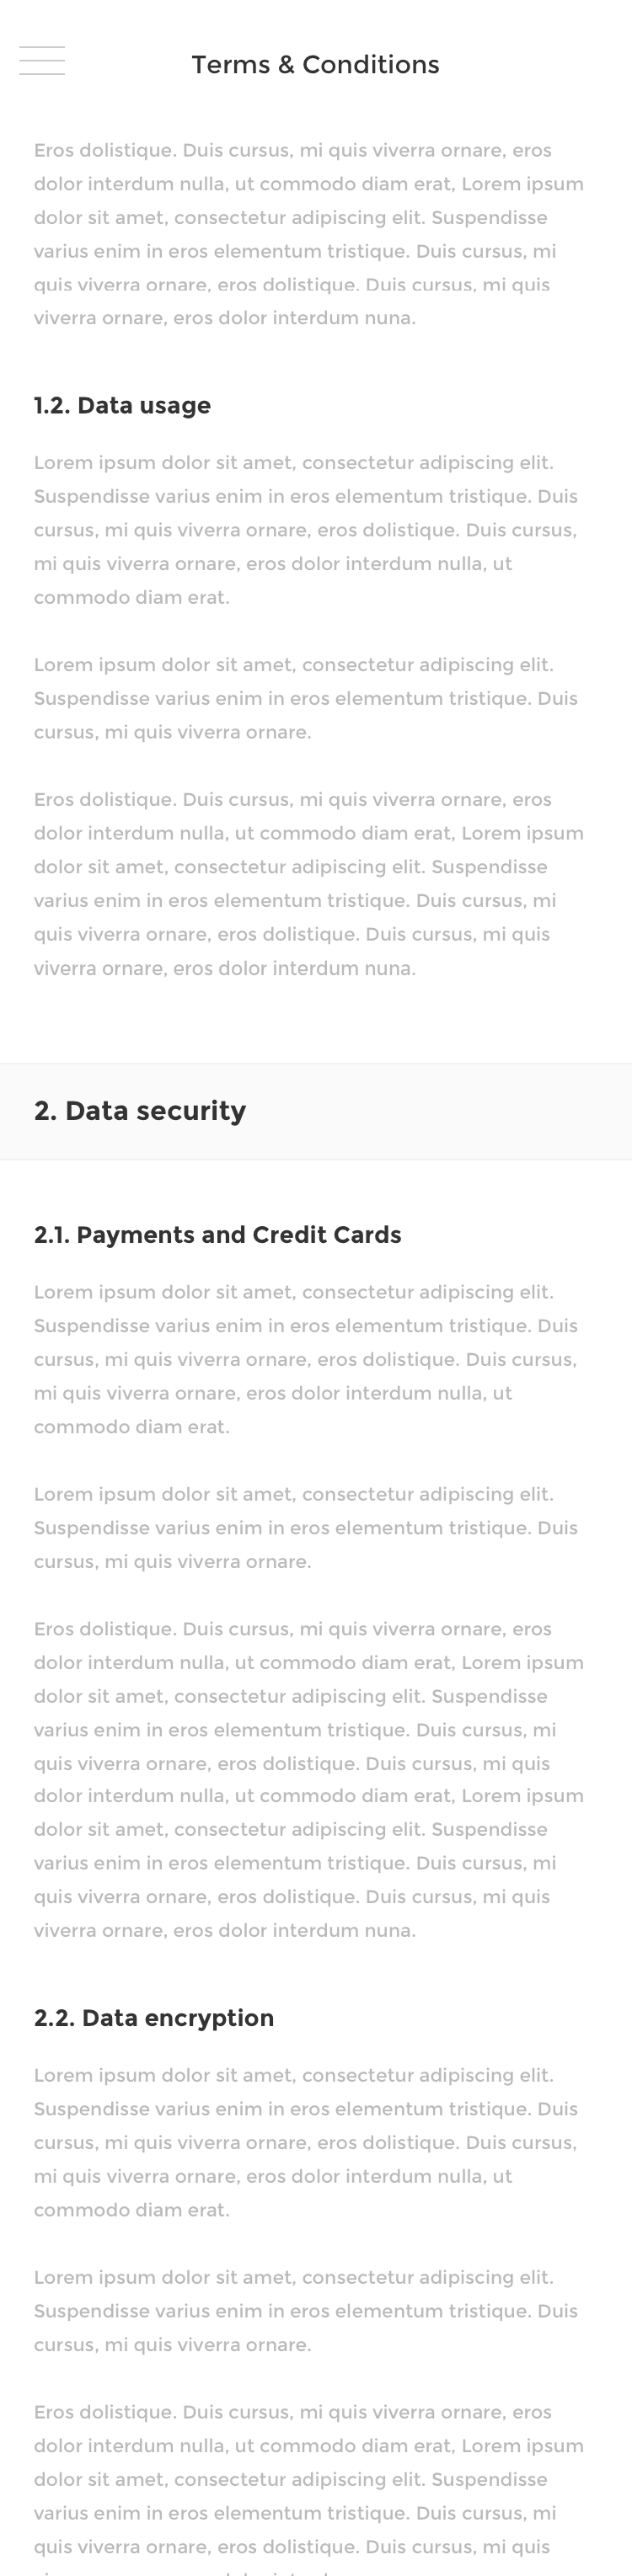 Terms & Conditions
Eros dolistique. Duis cursus, mi quis viverra ornare, eros
dolor interdum nulla, ut commodo diam erat, Lorem ipsum
dolor sit amet, consectetur adipiscing elit. Suspendisse
varius enim in eros elementum tristique. Duis cursus, mi
quis viverra ornare, eros dolistique. Duis cursus, mi quis
viverra ornare, eros dolor interdum nuna.
1.2. Data usage
Lorem ipsum dolor sit amet, consectetur adipiscing elit.
Suspendisse varius enim in eros elementum tristique. Duis
cursus, mi quis viverra ornare, eros dolistique. Duis cursus,
mi quis viverra ornare, eros dolor interdum nulla, ut
commodo diam erat.
Lorem ipsum dolor sit amet, consectetur adipiscing elit.
Suspendisse varius enim in eros elementum tristique. Duis
cursus, mi quis viverra ornare.
Eros dolistique. Duis cursus, mi quis viverra ornare, eros
dolor interdum nulla, ut commodo diam erat, Lorem ipsum
dolor sit amet, consectetur adipiscing elit. Suspendisse
varius enim in eros elementum tristique. Duis cursus, mi
quis viverra ornare, eros dolistique. Duis cursus, mi quis
viverra ornare, eros dolor interdum nuna.
2. Data security
2.1. Payments and Credit Cards
Lorem ipsum dolor sit amet, consectetur adipiscing elit.
Suspendisse varius enim in eros elementum tristique. Duis
cursus, mi quis viverra ornare, eros dolistique. Duis cursus,
mi quis viverra ornare, eros dolor interdum nulla, ut
commodo diam erat.
Lorem ipsum dolor sit amet, consectetur adipiscing elit.
Suspendisse varius enim in eros elementum tristique. Duis
cursus, mi quis viverra ornare.
Eros dolistique. Duis cursus, mi quis viverra ornare, eros
dolor interdum nulla, ut commodo diam erat, Lorem ipsum
dolor sit amet, consectetur adipiscing elit. Suspendisse
varius enim in eros elementum tristique. Duis cursus, mi
quis viverra ornare, eros dolistique. Duis cursus, mi quis
dolor interdum nulla, ut commodo diam erat, Lorem ipsum
dolor sit amet, consectetur adipiscing elit. Suspendisse
varius enim in eros elementum tristique. Duis cursus, mi
quis viverra ornare, eros dolistique. Duis cursus, mi quis
viverra ornare, eros dolor interdum nuna.
2.2. Data encryption
Lorem ipsum dolor sit amet, consectetur adipiscing elit.
Suspendisse varius enim in eros elementum tristique. Duis
cursus, mi quis viverra ornare, eros dolistique. Duis cursus,
mi quis viverra ornare, eros dolor interdum nulla, ut
commodo diam erat.
Lorem ipsum dolor sit amet, consectetur adipiscing elit.
Suspendisse varius enim in eros elementum tristique. Duis
cursus, mi quis viverra ornare.
Eros dolistique. Duis cursus, mi quis viverra ornare, eros
dolor interdum nulla, ut commodo diam erat, Lorem ipsum
dolor sit amet, consectetur adipiscing elit. Suspendisse
varius enim in eros elementum tristique. Duis cursus, mi
quis viverra ornare, eros dolistique. Duis cursus, mi quis